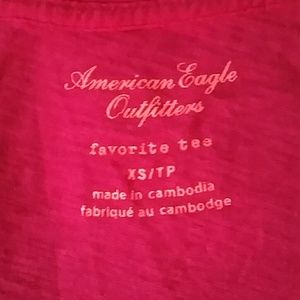 American Eagle
Outfitters
favorite tee
XS/TP
made in cambodia
fabriqué au cambodge